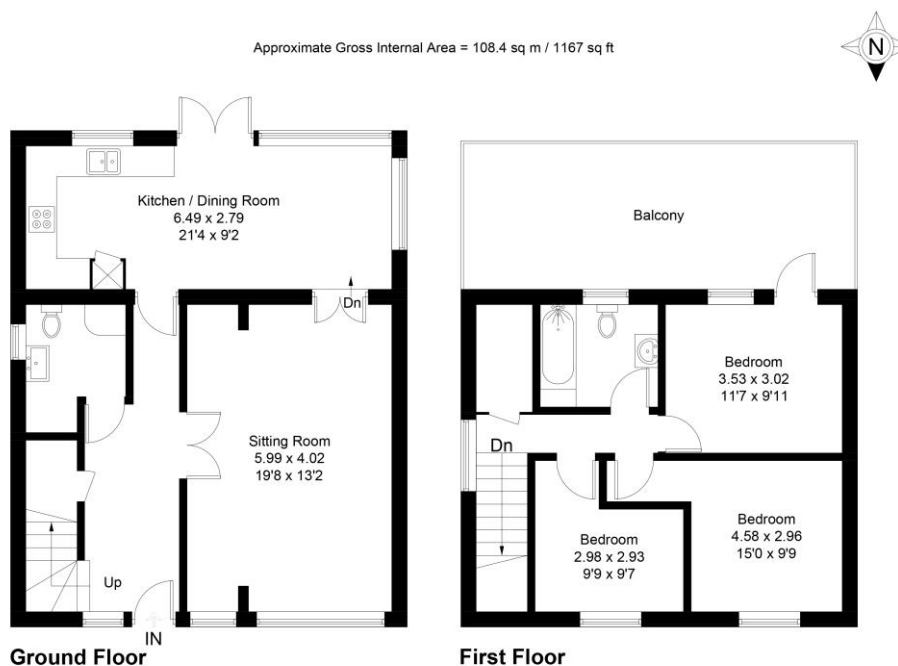 Approximate Gross Internal Area = 108.4 sq m / 1167 sq ft
N
Kitchen / Dining Room
6.49 x 2.79
21'4 x 9'2
Dn
Sitting Room
5.99 x 4.02
19'8 x 13'2
Up
IN
Ground Floor
Balcony
Bedroom
3.53 x 3.02
11'7 x 9'11
Dn
Bedroom
2.98 x 2.93
9'9 x 9'7
Bedroom
4.58 x 2.96
15'0 x 9'9
First Floor